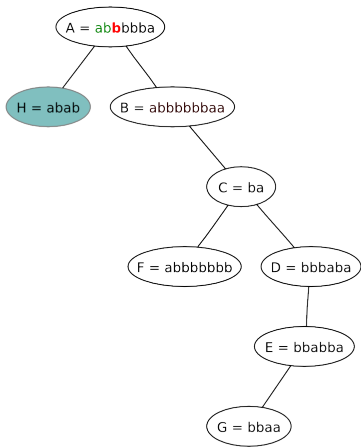 A = abbbbba
H = abab
B = abbbbbbaa
C = ba
F = abbbbbbb
D = bbbaba
E = bbabba
G = bbaa